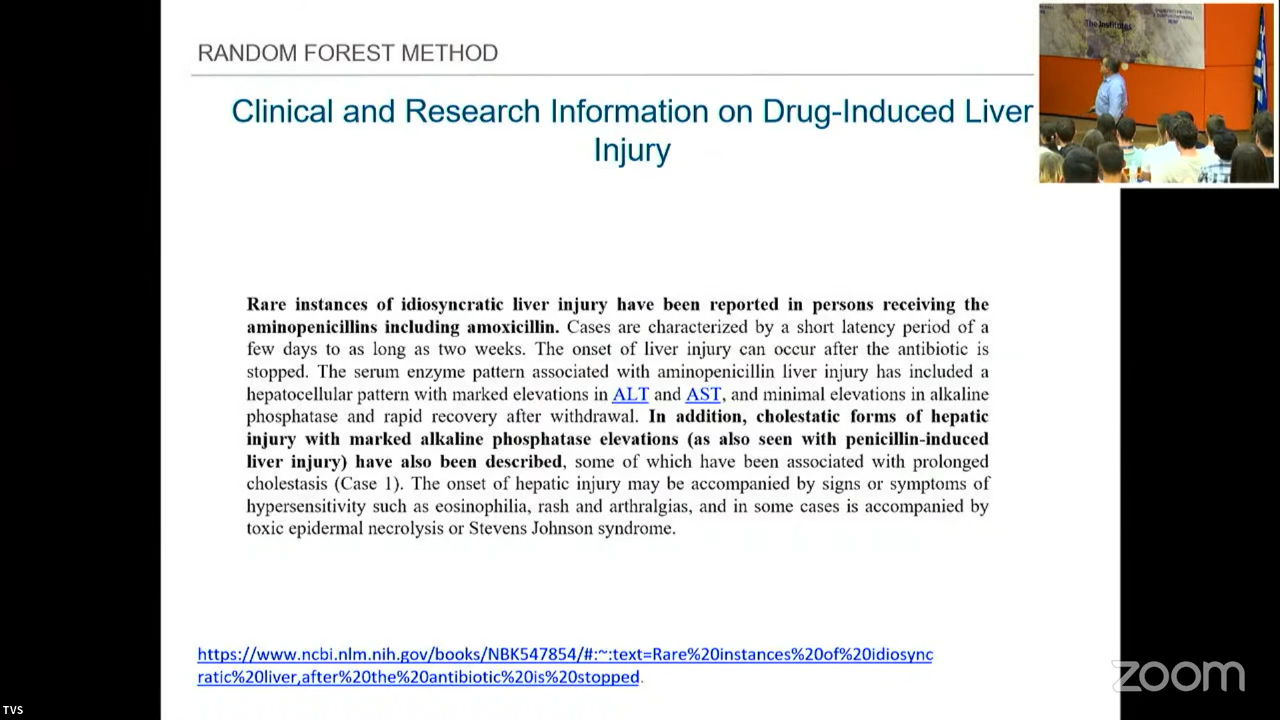 RANDOM FOREST METHOD
Clinical and Research Information on Drug-Induced Liver
Injury
The Institutes
Rare instances of idiosyncratic liver injury have been reported in persons receiving the
aminopenicillins including amoxicillin. Cases are characterized by a short latency period of a
few days to as long as two weeks. The onset of liver injury can occur after the antibiotic is
stopped. The serum enzyme pattern associated with aminopenicillin liver injury has included a
hepatocellular pattern with marked elevations in ALT and AST, and minimal elevations in alkaline
phosphatase and rapid recovery after withdrawal. In addition, cholestatic forms of hepatic
injury with marked alkaline phosphatase elevations (as also seen with penicillin-induced
liver injury) have also been described, some of which have been associated with prolonged
cholestasis (Case 1). The onset of hepatic injury may be accompanied by signs or symptoms of
hypersensitivity such as eosinophilia, rash and arthralgias, and in some cases is accompanied by
toxic epidermal necrolysis or Stevens Johnson syndrome.
https://www.ncbi.nlm.nih.gov/books/NBK547854/#:~:text=Rare%20instances%20of%20idiosync
ratic%20liver,after%20the%20antibiotic%20is%20stopped.
zoom
TVS